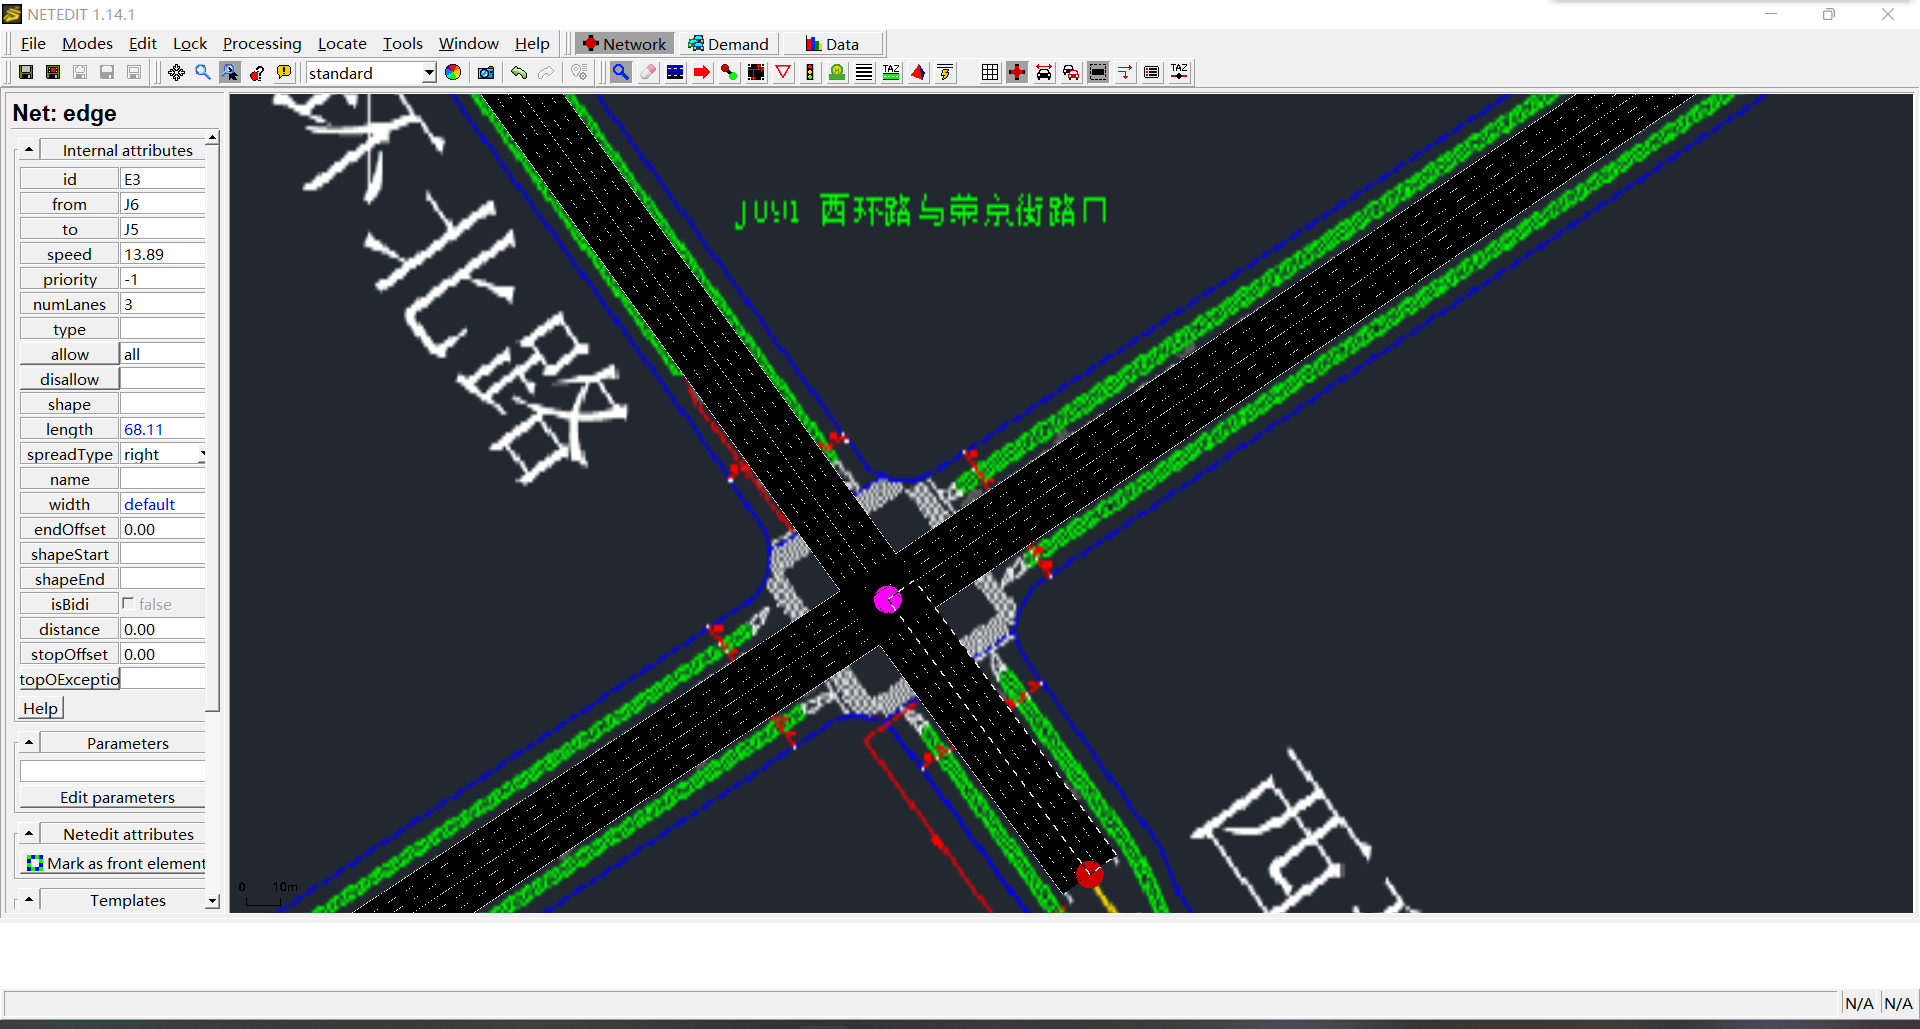 NETEDIT 1.14.1
File Modes Edit Lock Processing Locate Tools Window Help Network Demand Data
standard TAZ TAZ
Net: edge
Internal attributes
id E3
from J6
to J5
speed 13.89
priority -1
numLanes 3
type
allow all
disallow
shape
length 68.11
spreadType right
name
width default
endOffset 0.00
shapeStart
shapeEnd
isBidi false
distance 0.00
stopOffset 0.00
topOExceptio
Help
Parameters
Edit parameters
Netedit attributes
Mark as front element
Templates
北路
西环路与荣京街路口
0 10m
N/A N/A